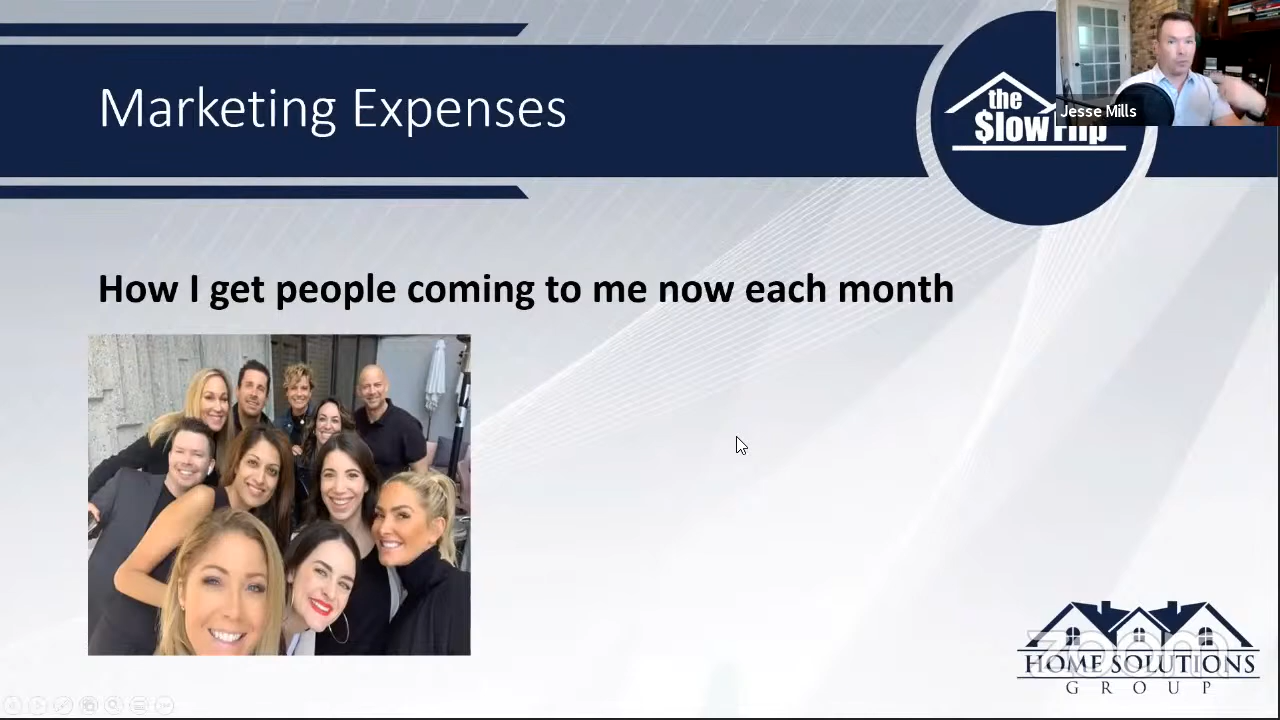 Marketing Expenses
the
$low Flip
Jesse Mills
How I get people coming to me now each month
zoom
HOME SOLUTIONS
GROUP